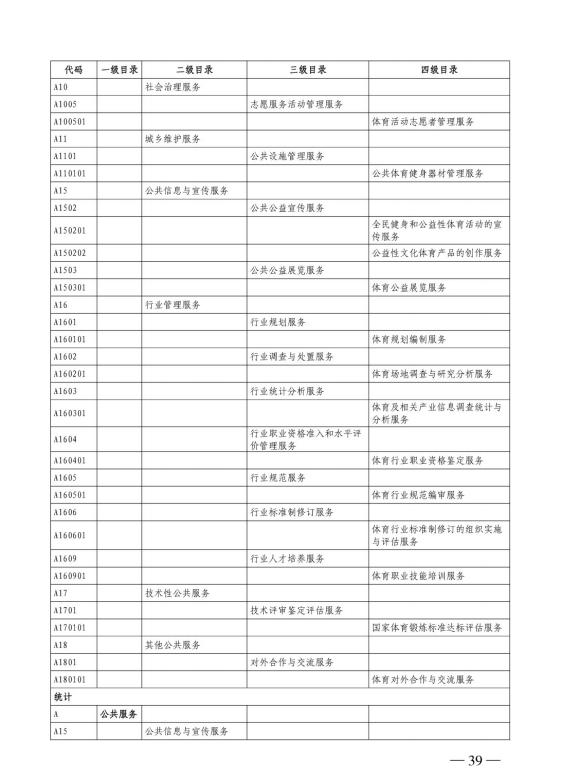 代码 一级目录 二级目录 三级目录 四级目录
A10 社会治理服务
A1005 志愿服务活动管理服务
A100501 体育活动志愿者管理服务
A11 城乡维护服务
A1101 公共设施管理服务
A110101 公共体育健身器材管理服务
A15 公共信息与宣传服务
A1502 公共公益宣传服务
A150201 全民健身和公益性体育活动的宣
传服务
A150202 公益性文化体育产品的创作服务
A1503 公共公益展览服务
A150301 体育公益展览服务
A16 行业管理服务
A1601 行业规划服务
A160101 体育规划编制服务
A1602 行业调查与处置服务
A160201 体育场地调查与研究分析服务
A1603 行业统计分析服务
A160301 体育及相关产业信息调查统计与
分析服务
A1604 行业职业资格准入和水平评
价管理服务
A160401 体育行业职业资格鉴定服务
A1605 行业规范服务
A160501 体育行业规范编审服务
A1606 行业标准制修订服务
A160601 体育行业标准制修订的组织实施
与评估服务
A1609 行业人才培养服务
A160901 体育职业技能培训服务
A17 技术性公共服务
A1701 技术评审鉴定评估服务
A170101 国家体育锻炼标准达标评估服务
A18 其他公共服务
A1801 对外合作与交流服务
A180101 体育对外合作与交流服务
统计
A 公共服务
A15 公共信息与宣传服务
— 39 —